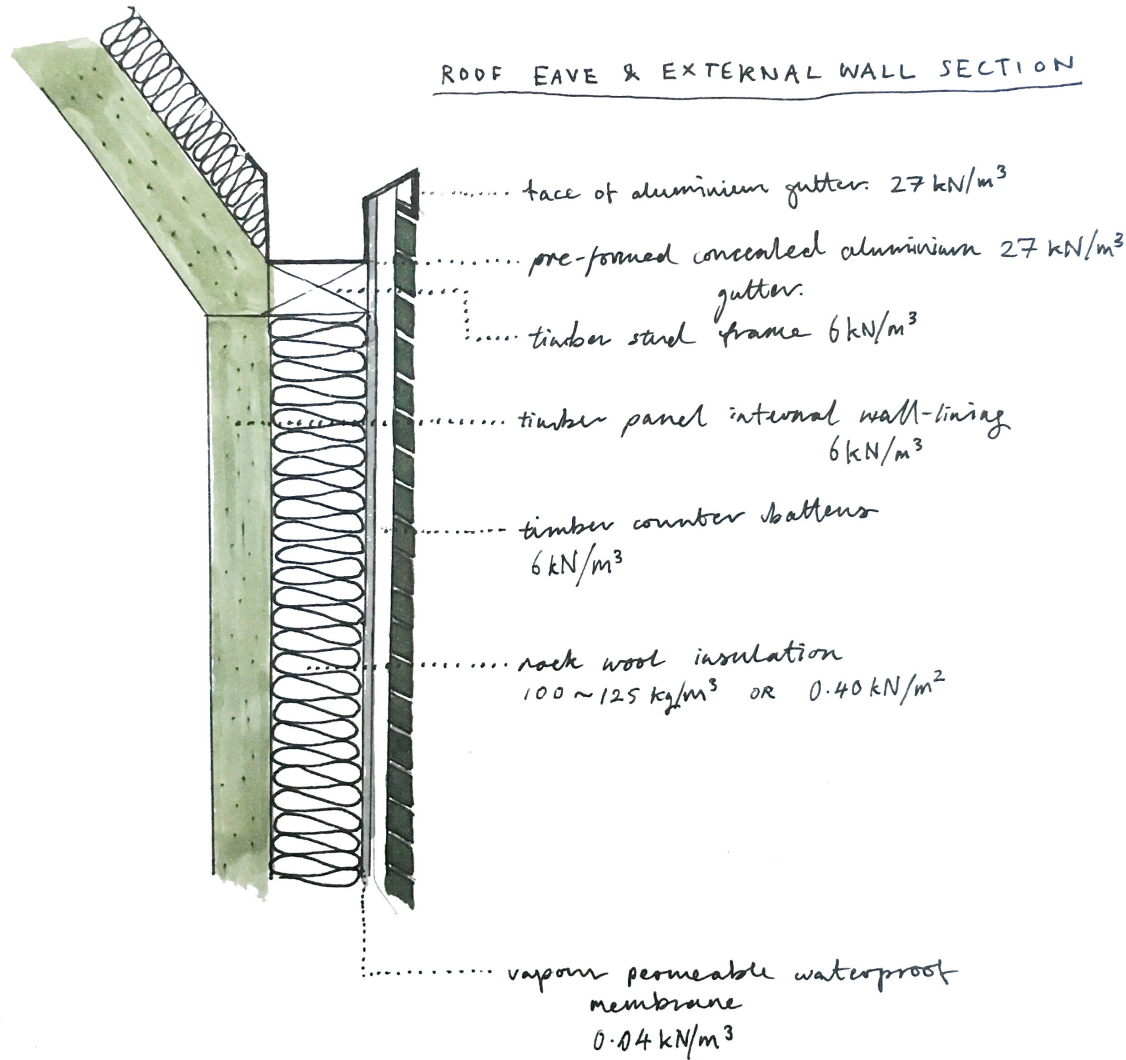 ROOF EAVE & EXTERNAL WALL SECTION
face of aluminium gutter. 27 kN/m³
pre-formed concealed aluminium 27 kN/m³
gutter.
timber stud frame 6 kN/m³
timber panel internal wall-lining
6 kN/m³
timber counter battens
6 kN/m³
rock wool insulation
100 ~ 125 kg/m³ OR 0.40 kN/m²
vapour permeable waterproof
membrane
0.04 kN/m³